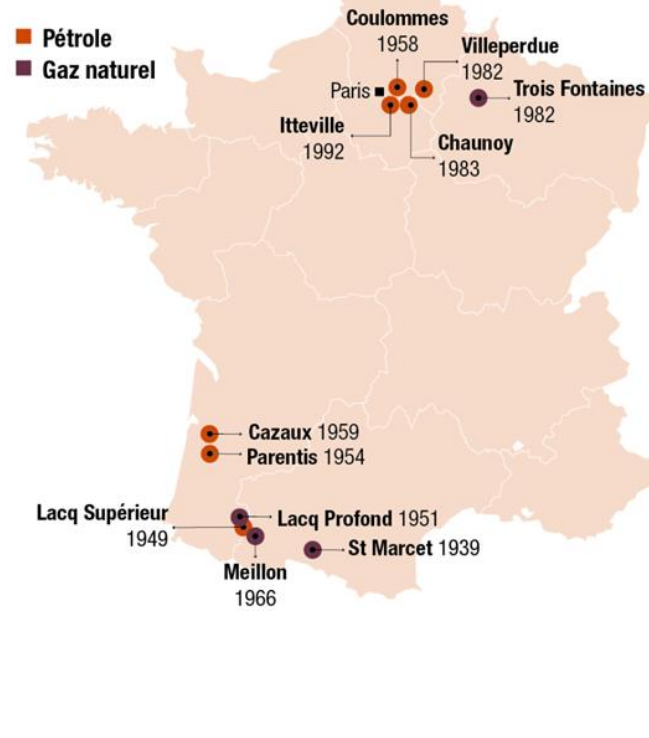 Pétrole
Gaz naturel
Coulommes
1958
Villeperdue
1982
Paris
Trois Fontaines
1982
Itteville
1992
Chaunoy
1983
Cazaux 1959
Parentis 1954
Lacq Supérieur
1949
Lacq Profond 1951
St Marcet 1939
Meillon
1966